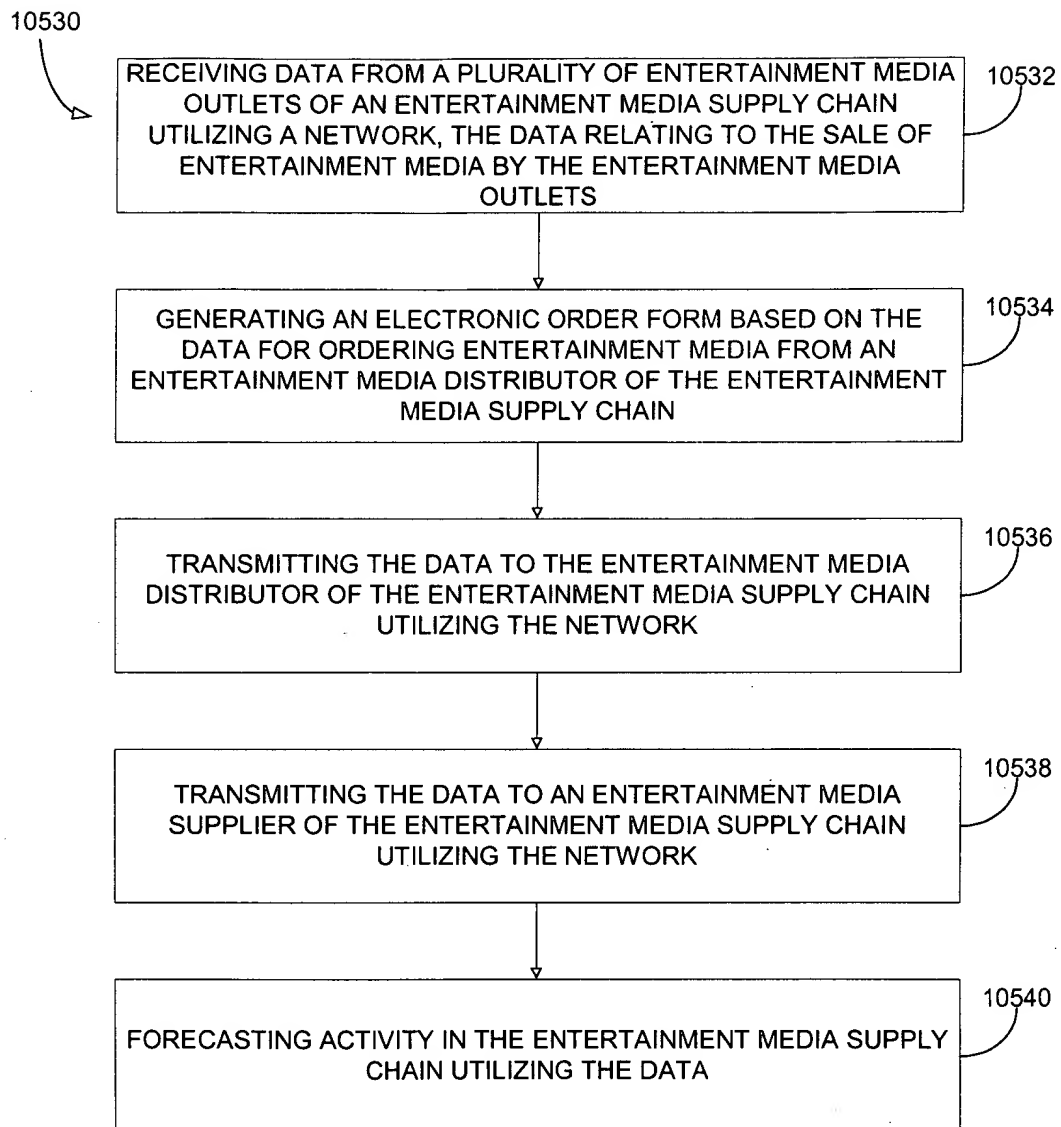 10530
RECEIVING DATA FROM A PLURALITY OF ENTERTAINMENT MEDIA
OUTLETS OF AN ENTERTAINMENT MEDIA SUPPLY CHAIN
UTILIZING A NETWORK, THE DATA RELATING TO THE SALE OF
ENTERTAINMENT MEDIA BY THE ENTERTAINMENT MEDIA
OUTLETS
10532
GENERATING AN ELECTRONIC ORDER FORM BASED ON THE
DATA FOR ORDERING ENTERTAINMENT MEDIA FROM AN
ENTERTAINMENT MEDIA DISTRIBUTOR OF THE ENTERTAINMENT
MEDIA SUPPLY CHAIN
10534
TRANSMITTING THE DATA TO THE ENTERTAINMENT MEDIA
DISTRIBUTOR OF THE ENTERTAINMENT MEDIA SUPPLY CHAIN
UTILIZING THE NETWORK
10536
TRANSMITTING THE DATA TO AN ENTERTAINMENT MEDIA
SUPPLIER OF THE ENTERTAINMENT MEDIA SUPPLY CHAIN
UTILIZING THE NETWORK
10538
FORECASTING ACTIVITY IN THE ENTERTAINMENT MEDIA SUPPLY
CHAIN UTILIZING THE DATA
10540